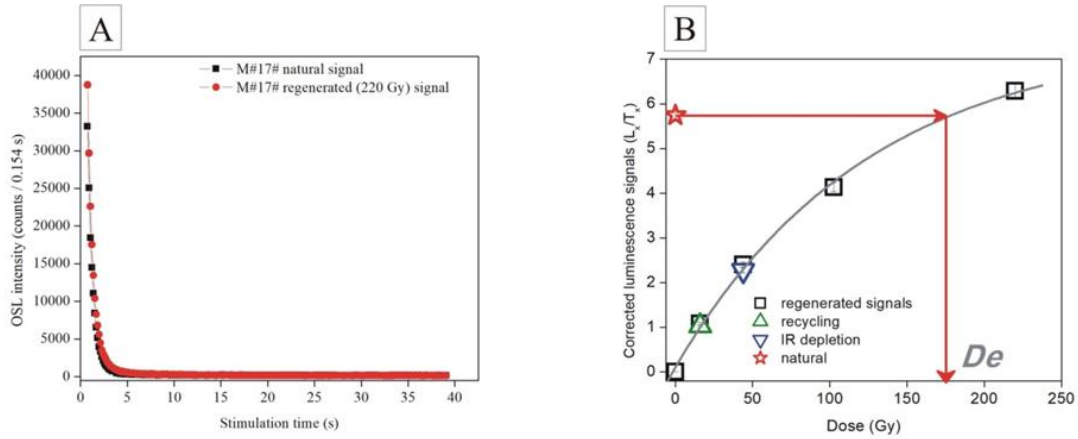 A
M#17# natural signal
M#17# regenerated (220 Gy) signal
OSL intensity (counts / 0.154 s)
40000
35000
30000
25000
20000
15000
10000
5000
0
0 5 10 15 20 25 30 35 40
Stimulation time (s)
B
Corrected luminescence signals (Lx/Tx)
7
6
5
4
3
2
1
0
regenerated signals
recycling
IR depletion
natural
De
0 50 100 150 200 250
Dose (Gy)